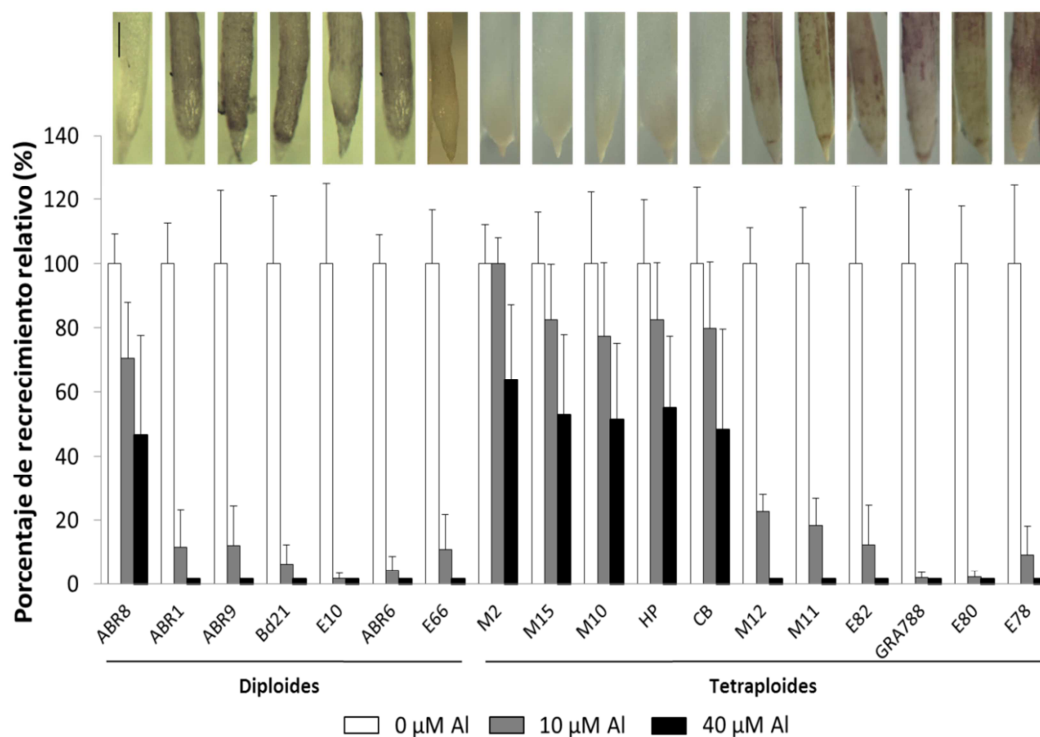 Porcentaje de recrecimiento relativo (%)
140
120
100
80
60
40
20
0
ABR8
ABR1
ABR9
Bd21
E10
ABR6
E66
M2
M15
M10
HP
CB
M12
M11
E82
GRA788
E80
E78
Diploides
Tetraploides
0 µM Al
10 µM Al
40 µM Al